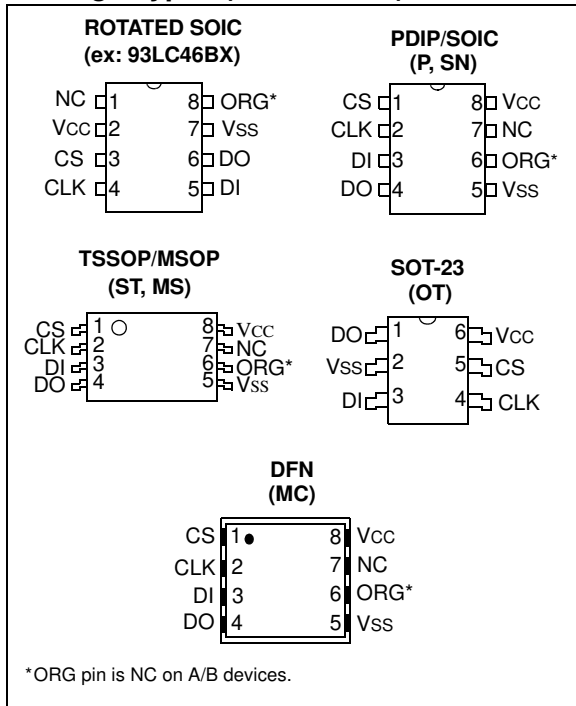 ROTATED SOIC
(ex: 93LC46BX)
NC 1 8 ORG*
Vcc 2 7 Vss
CS 3 6 DO
CLK 4 5 DI
PDIP/SOIC
(P, SN)
CS 1 8 Vcc
CLK 2 7 NC
DI 3 6 ORG*
DO 4 5 Vss
TSSOP/MSOP
(ST, MS)
CS 1 8 Vcc
CLK 2 7 NC
DI 3 6 ORG*
DO 4 5 Vss
SOT-23
(OT)
DO 1 6 Vcc
Vss 2 5 CS
DI 3 4 CLK
DFN
(MC)
CS 1 8 Vcc
CLK 2 7 NC
DI 3 6 ORG*
DO 4 5 Vss
*ORG pin is NC on A/B devices.